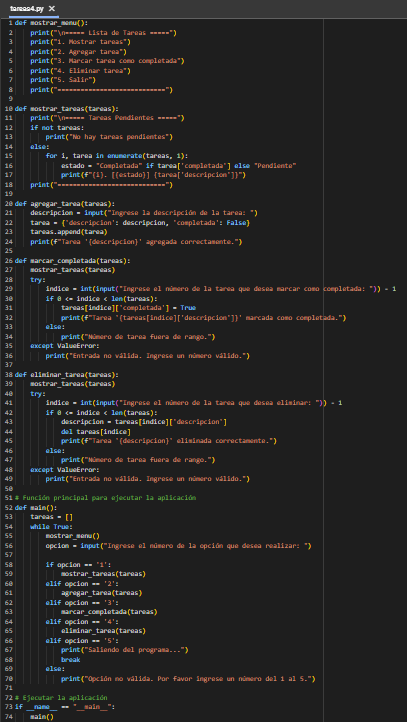 tareas4.py ×
1 def mostrar_menu():
2     print("\n===== Lista de Tareas =====")
3     print("1. Mostrar tareas")
4     print("2. Agregar tarea")
5     print("3. Marcar tarea como completada")
6     print("4. Eliminar tarea")
7     print("5. Salir")
8     print("===========================")
9
10 def mostrar_tareas(tareas):
11     print("\n===== Tareas Pendientes =====")
12     if not tareas:
13         print("No hay tareas pendientes")
14     else:
15         for i, tarea in enumerate(tareas, 1):
16             estado = "Completada" if tarea['completada'] else "Pendiente"
17             print(f"{i}. [{estado}] {tarea['descripcion']}")
18     print("===========================")
19
20 def agregar_tarea(tareas):
21     descripcion = input("Ingrese la descripción de la tarea: ")
22     tarea = {'descripcion': descripcion, 'completada': False}
23     tareas.append(tarea)
24     print(f"Tarea '{descripcion}' agregada correctamente.")
25
26 def marcar_completada(tareas):
27     mostrar_tareas(tareas)
28     try:
29         indice = int(input("Ingrese el número de la tarea que desea marcar como completada: ")) - 1
30         if 0 <= indice < len(tareas):
31             tareas[indice]['completada'] = True
32             print(f"Tarea '{tareas[indice]['descripcion']}' marcada como completada.")
33         else:
34             print("Número de tarea fuera de rango.")
35     except ValueError:
36         print("Entrada no válida. Ingrese un número válido.")
37
38 def eliminar_tarea(tareas):
39     mostrar_tareas(tareas)
40     try:
41         indice = int(input("Ingrese el número de la tarea que desea eliminar: ")) - 1
42         if 0 <= indice < len(tareas):
43             descripcion = tareas[indice]['descripcion']
44             del tareas[indice]
45             print(f"Tarea '{descripcion}' eliminada correctamente.")
46         else:
47             print("Número de tarea fuera de rango.")
48     except ValueError:
49         print("Entrada no válida. Ingrese un número válido.")
50
51 # Función principal para ejecutar la aplicación
52 def main():
53     tareas = []
54     while True:
55         mostrar_menu()
56         opcion = input("Ingrese el número de la opción que desea realizar: ")
57
58         if opcion == '1':
59             mostrar_tareas(tareas)
60         elif opcion == '2':
61             agregar_tarea(tareas)
62         elif opcion == '3':
63             marcar_completada(tareas)
64         elif opcion == '4':
65             eliminar_tarea(tareas)
66         elif opcion == '5':
67             print("Saliendo del programa...")
68             break
69         else:
70             print("Opción no válida. Por favor ingrese un número del 1 al 5.")
71
72 # Ejecutar la aplicación
73 if __name__ == "__main__":
74     main()